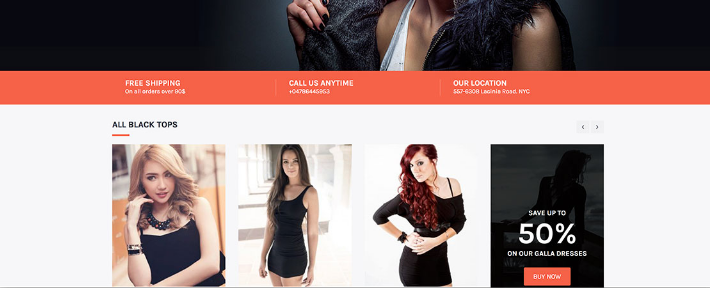 FREE SHIPPING
On all orders over 90$
CALL US ANYTIME
+04786445953
OUR LOCATION
557-6308 Lacinia Road, NYC
ALL BLACK TOPS
SAVE UP TO
50%
ON OUR GALLA DRESSES
BUY NOW